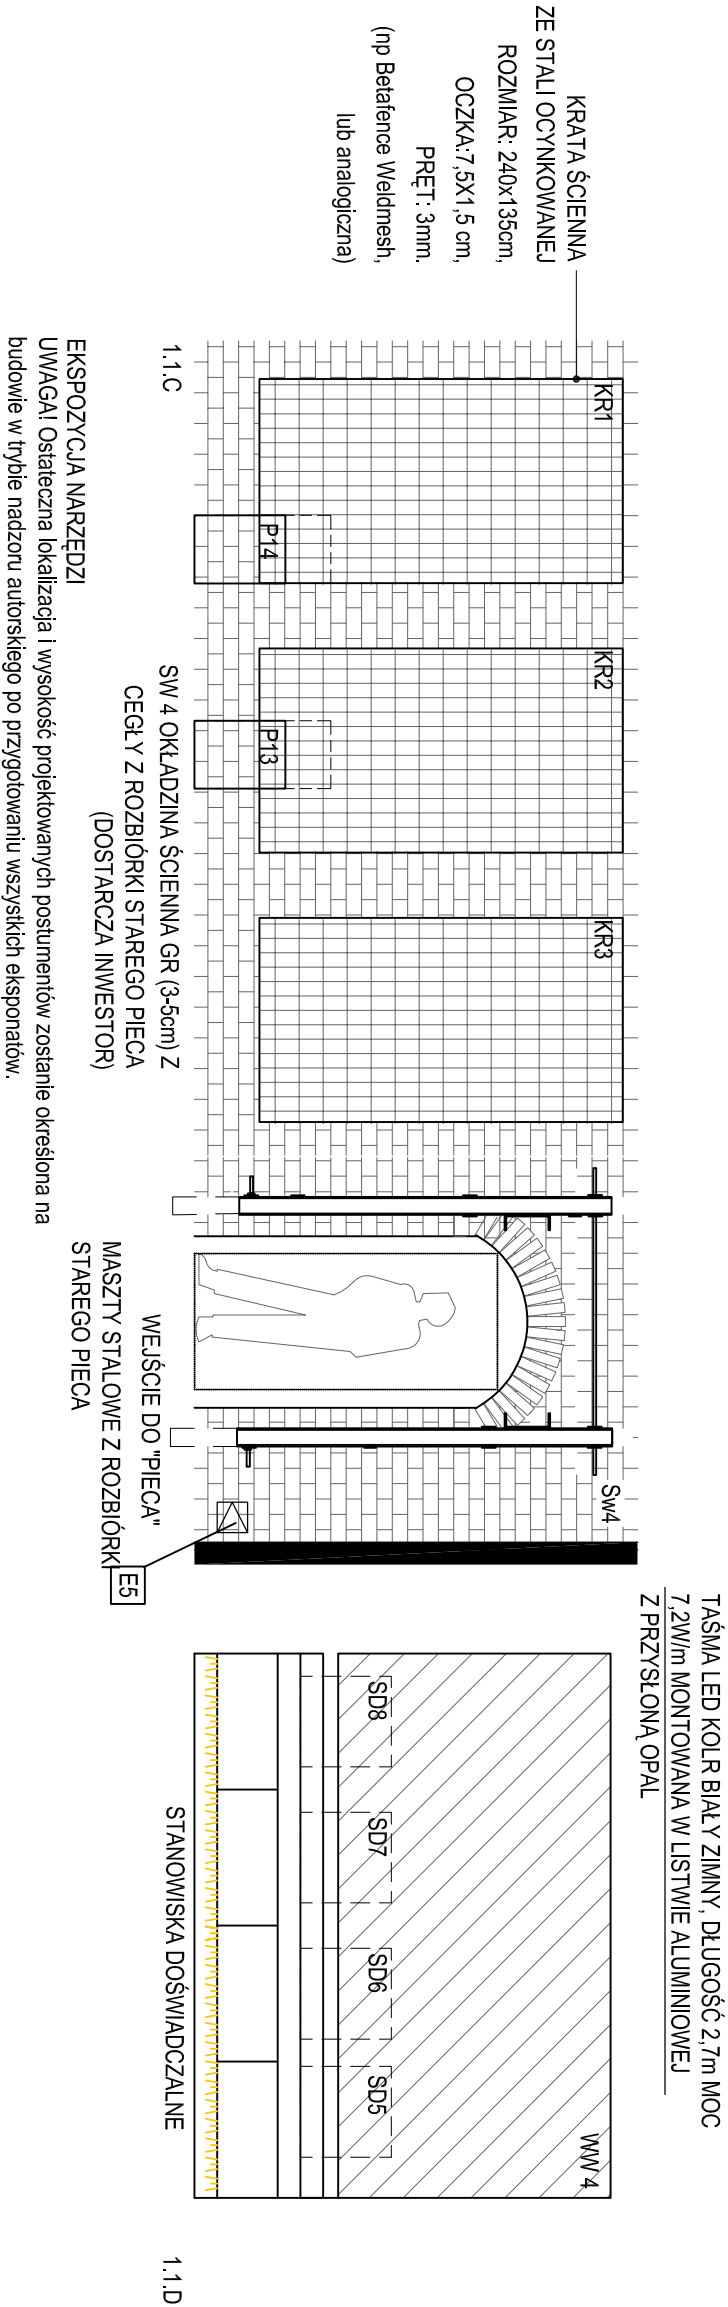 KRATA ŚCIENNA
ZE STALI OCYNKOWANEJ
ROZMIAR: 240x135cm,
OCZKA:7,5X1,5 cm,
PRĘT: 3mm.
(np Betafence Weldmesh,
lub analogiczna)
KR1
KR2
KR3
P14
P13
1.1.C
SW 4 OKŁADZINA ŚCIENNA GR (3-5cm) Z
CEGŁY Z ROZBIÓRKI STAREGO PIECA
(DOSTARCZA INWESTOR)
EKSPOZYCJA NARZĘDZI
UWAGA! Ostateczna lokalizacja i wysokość projektowanych postumentów zostanie określona na
budowie w trybie nadzoru autorskiego po przygotowaniu wszystkich eksponatów.
WEJŚCIE DO "PIECA"
MASZTY STALOWE Z ROZBIÓRKI
STAREGO PIECA
Sw4
E5
TAŚMA LED KOLR BIAŁY ZIMNY, DŁUGOŚĆ 2,7m MOC
7,2W/m MONTOWANA W LISTWIE ALUMINIOWEJ
Z PRZYSŁONĄ OPAL
WW 4
SD8
SD7
SD6
SD5
STANOWISKA DOŚWIADCZALNE
1.1.D